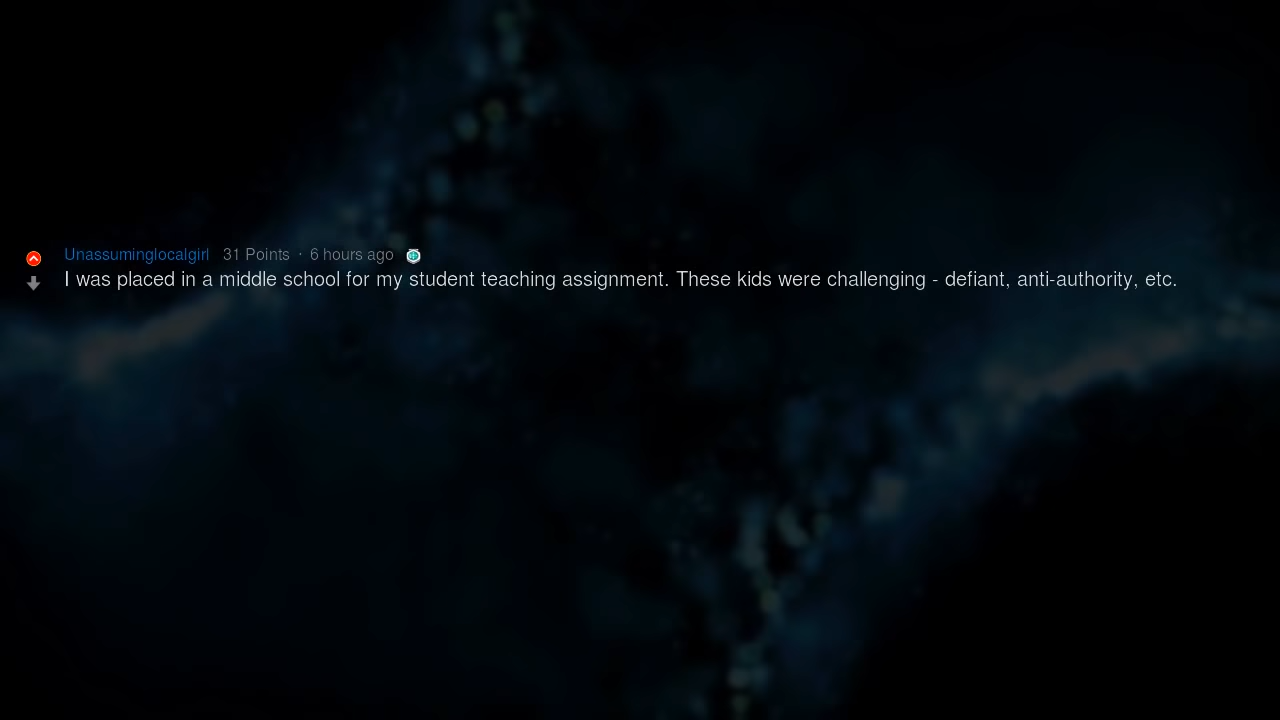 Unassuminglocalgirl 31 Points · 6 hours ago
I was placed in a middle school for my student teaching assignment. These kids were challenging - defiant, anti-authority, etc.